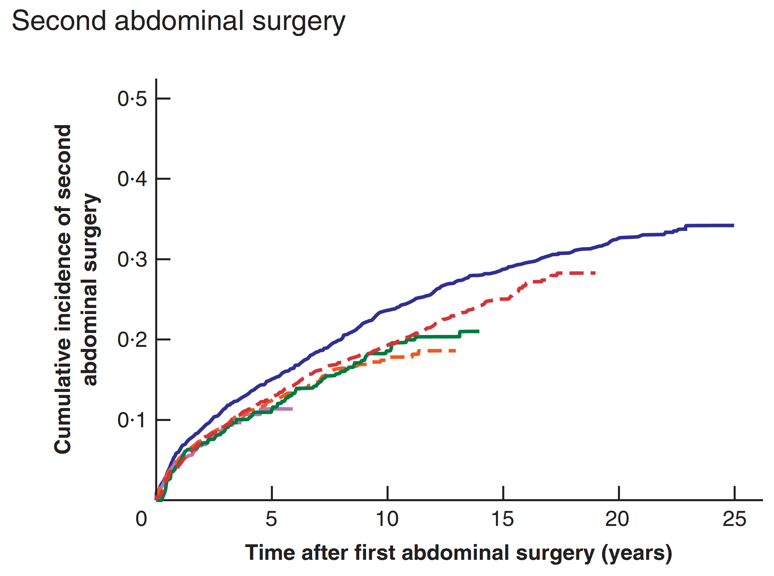 Second abdominal surgery
Cumulative incidence of second
abdominal surgery
0·5
0·4
0·3
0·2
0·1
0
5
10
15
20
25
Time after first abdominal surgery (years)